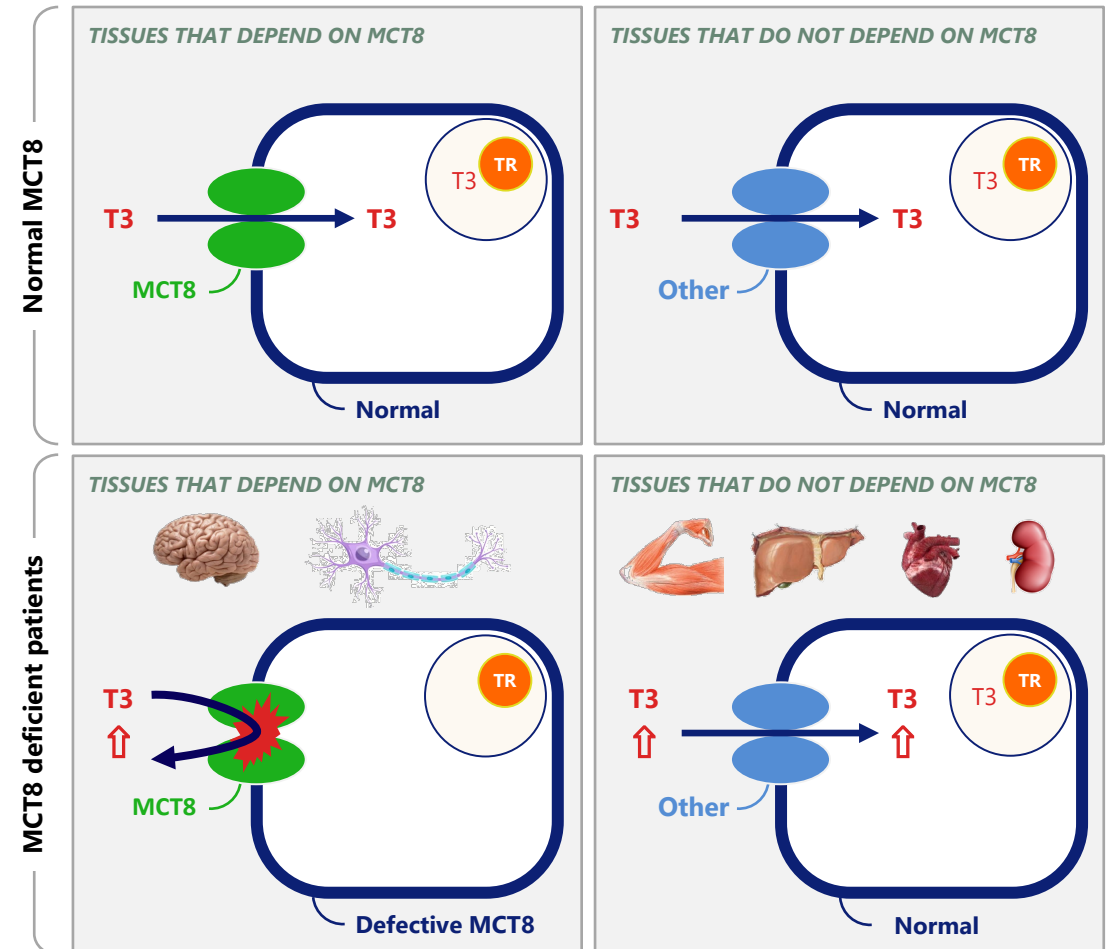 Normal MCT8
TISSUES THAT DEPEND ON MCT8
T3
T3
T3
TR
MCT8
Normal
TISSUES THAT DO NOT DEPEND ON MCT8
T3
T3
T3
TR
Other
Normal
MCT8 deficient patients
TISSUES THAT DEPEND ON MCT8
T3
TR
MCT8
Defective MCT8
TISSUES THAT DO NOT DEPEND ON MCT8
T3
T3
T3
TR
Other
Normal